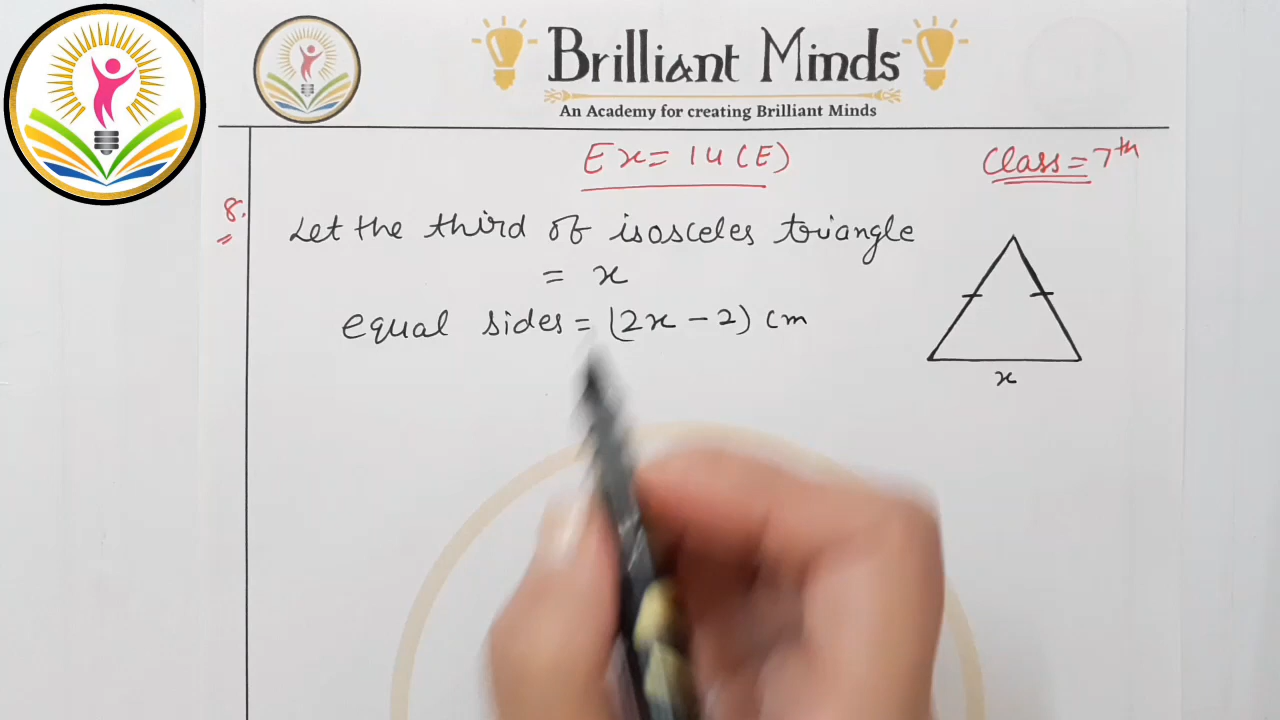 Brilliant Minds
An Academy for creating Brilliant Minds
Ex = 14 (E)
Class = 7th
8.
Let the third of isosceles triangle
= x
equal sides = (2x - 2) cm
x